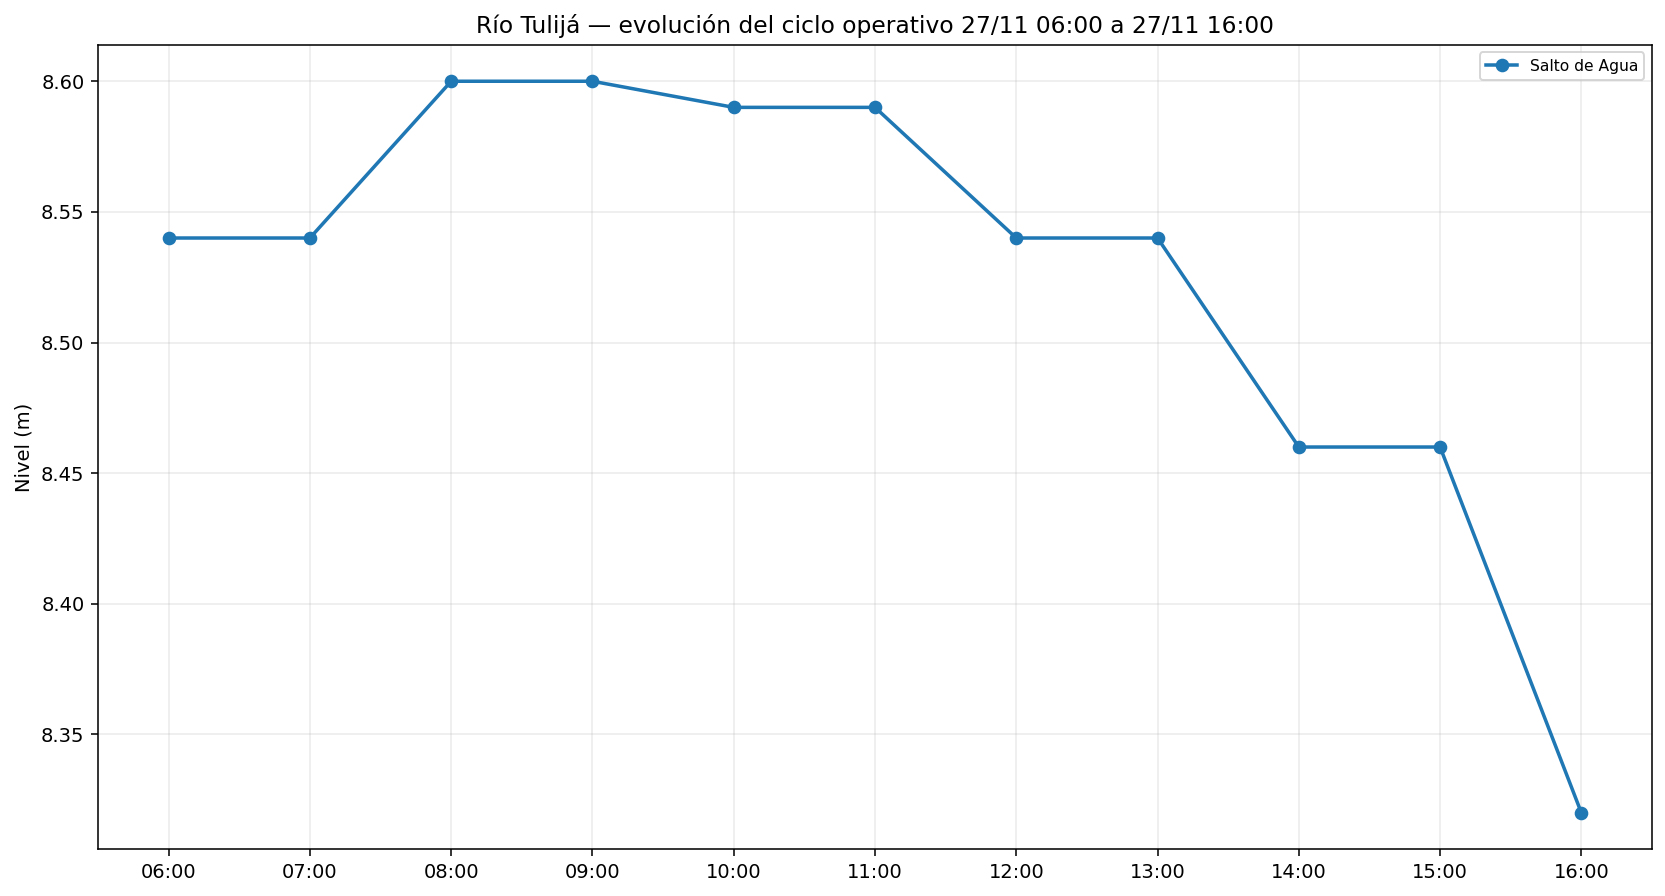 Río Tulijá — evolución del ciclo operativo 27/11 06:00 a 27/11 16:00
Salto de Agua
Nivel (m)
8.60
8.55
8.50
8.45
8.40
8.35
06:00 07:00 08:00 09:00 10:00 11:00 12:00 13:00 14:00 15:00 16:00